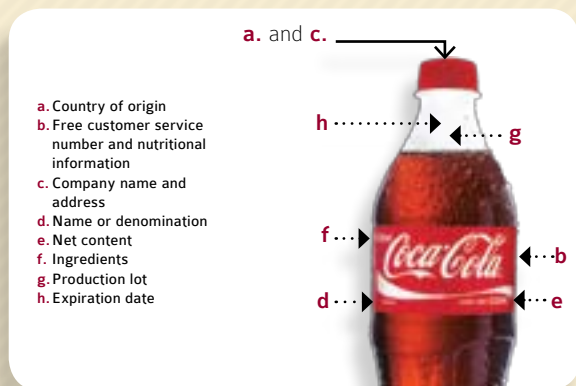 a. and c.
a. Country of origin
b. Free customer service
number and nutritional
information
c. Company name and
address
d. Name or denomination
e. Net content
f. Ingredients
g. Production lot
h. Expiration date
h
g
f
Coca-Cola
b
d
e